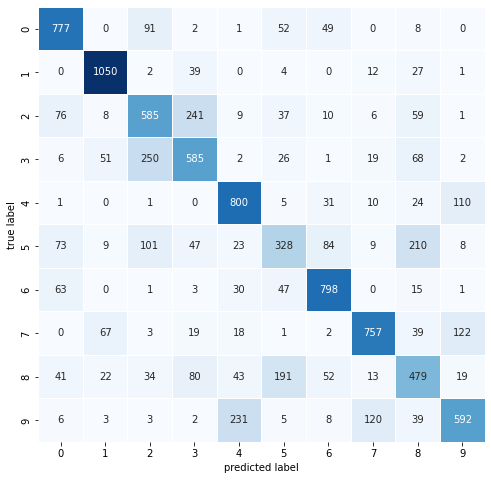 0 777 0 91 2 1 52 49 0 8 0
1 0 1050 2 39 0 4 0 12 27 1
2 76 8 585 241 9 37 10 6 59 1
3 6 51 250 585 2 26 1 19 68 2
4 1 0 1 0 800 5 31 10 24 110
5 73 9 101 47 23 328 84 9 210 8
6 63 0 1 3 30 47 798 0 15 1
7 0 67 3 19 18 1 2 757 39 122
8 41 22 34 80 43 191 52 13 479 19
9 6 3 3 2 231 5 8 120 39 592
0 1 2 3 4 5 6 7 8 9
predicted label
true label